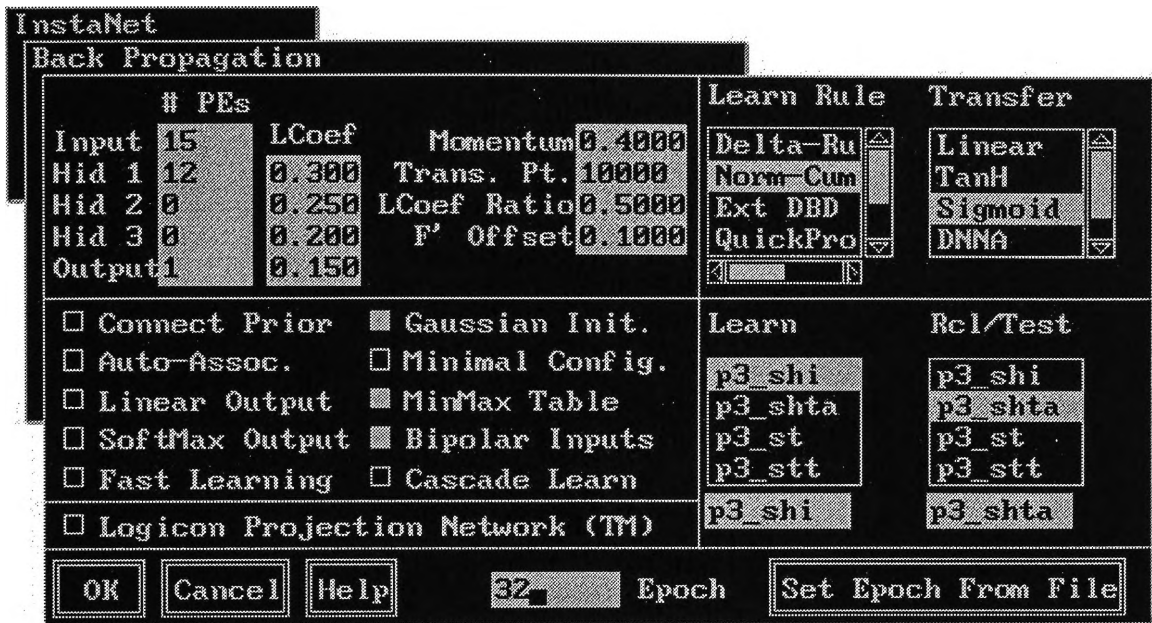 InstaNet
Back Propagation
# PEs
LCoef
Input 15
Hid 1 12 0.300
Hid 2 0 0.250
Hid 3 0 0.200
Output 1 0.150
Momentum 0.4000
Trans. Pt. 10000
LCoef Ratio 0.5000
F' Offset 0.1000
Learn Rule
Delta-Ru
Norm-Cum
Ext DBD
QuickPro
Transfer
Linear
TanH
Sigmoid
DNNA
Connect Prior
Auto-Assoc.
Linear Output
SoftMax Output
Fast Learning
Gaussian Init.
Minimal Config.
MinMax Table
Bipolar Inputs
Cascade Learn
Logicon Projection Network (TM)
Learn
p3_shi
p3_shta
p3_st
p3_stt
p3_shi
Rcl/Test
p3_shi
p3_shta
p3_st
p3_stt
p3_shta
OK
Cancel
Help
32 Epoch
Set Epoch From File